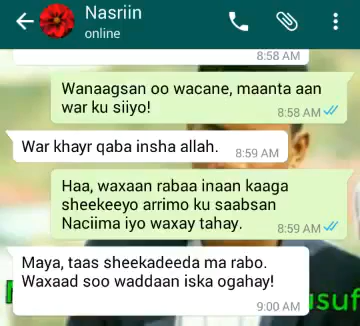 Nasriin
online
8:58 AM
Wanaagsan oo wacane, maanta aan
war ku siiyo!
8:58 AM
War khayr qaba insha allah.
8:59 AM
Haa, waxaan rabaa inaan kaaga
sheekeeyo arrimo ku saabsan
Naciima iyo waxay tahay.
8:59 AM
Maya, taas sheekadeeda ma rabo.
Waxaad soo waddaan iska ogahay!
9:00 AM
usuf